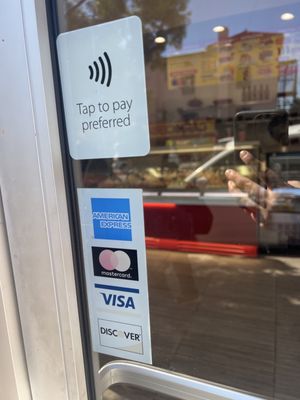 Tap to pay
preferred
AMERICAN
EXPRESS
mastercard.
VISA
DISCOVER